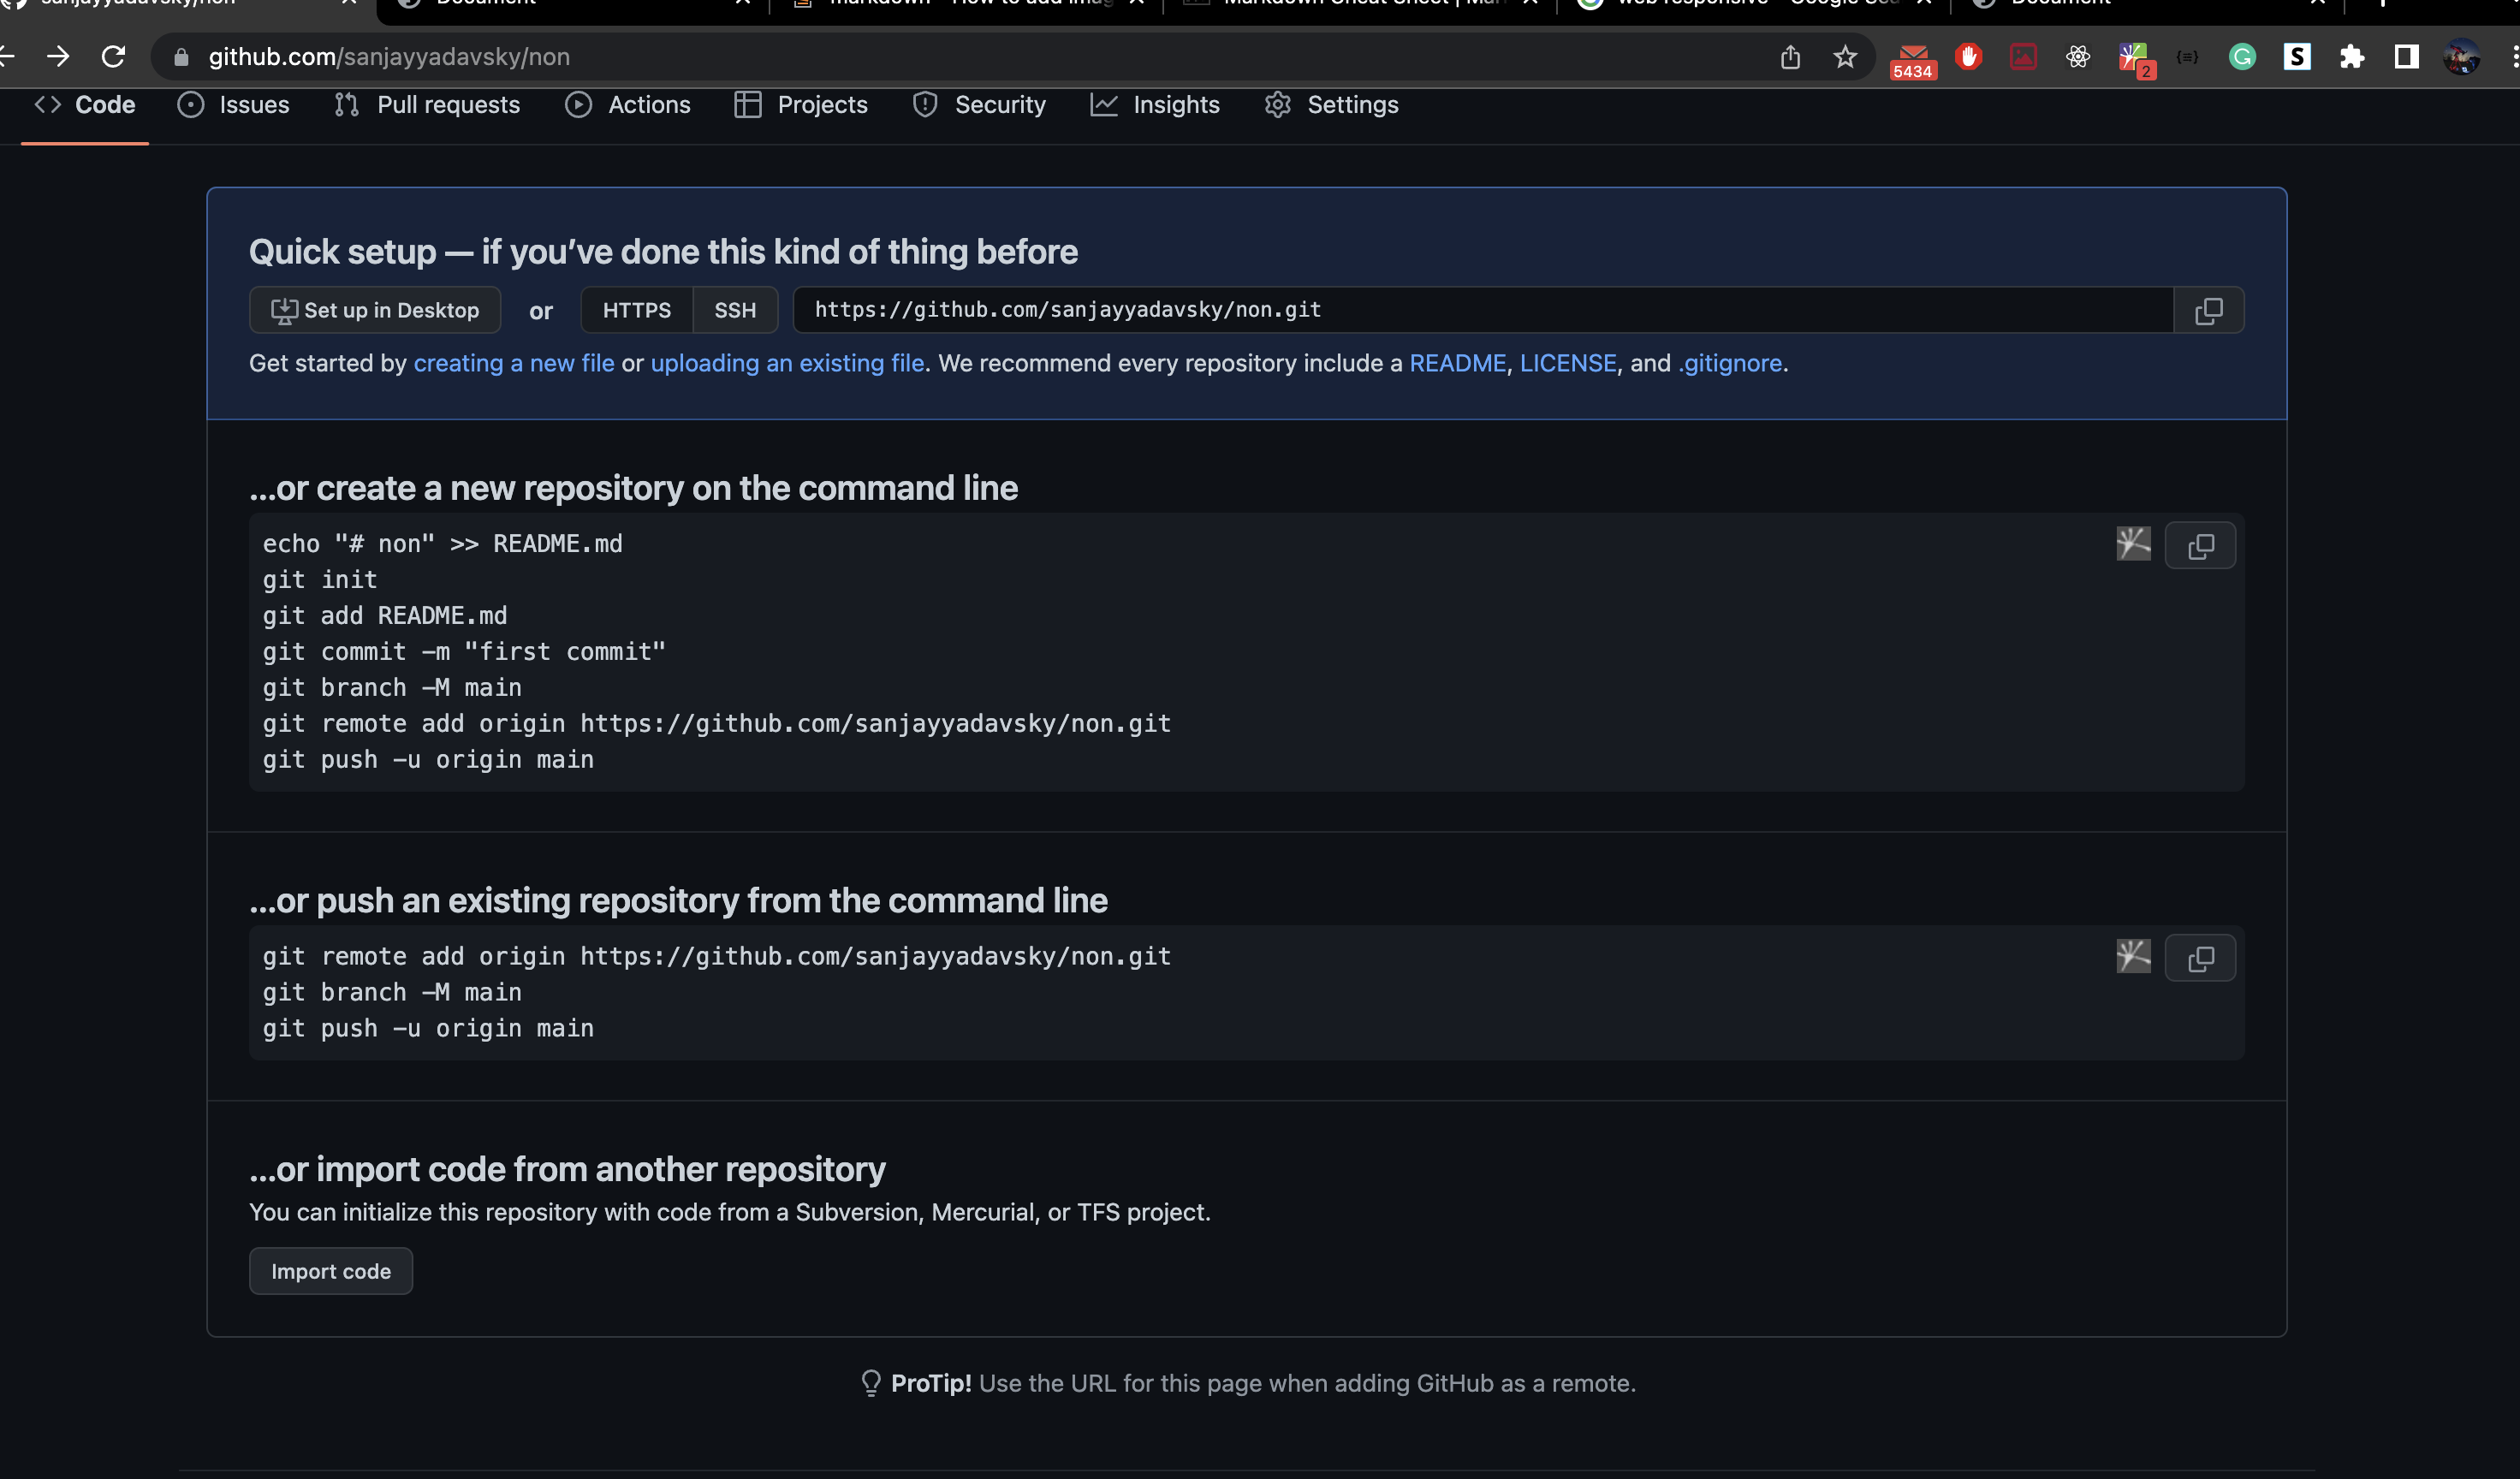 github.com/sanjayyadavsky/non
5434
2
Code Issues Pull requests Actions Projects Security Insights Settings
Quick setup — if you’ve done this kind of thing before
Set up in Desktop or HTTPS SSH https://github.com/sanjayyadavsky/non.git
Get started by creating a new file or uploading an existing file. We recommend every repository include a README, LICENSE, and .gitignore.
…or create a new repository on the command line
echo "# non" >> README.md
git init
git add README.md
git commit -m "first commit"
git branch -M main
git remote add origin https://github.com/sanjayyadavsky/non.git
git push -u origin main
…or push an existing repository from the command line
git remote add origin https://github.com/sanjayyadavsky/non.git
git branch -M main
git push -u origin main
…or import code from another repository
You can initialize this repository with code from a Subversion, Mercurial, or TFS project.
Import code
ProTip! Use the URL for this page when adding GitHub as a remote.